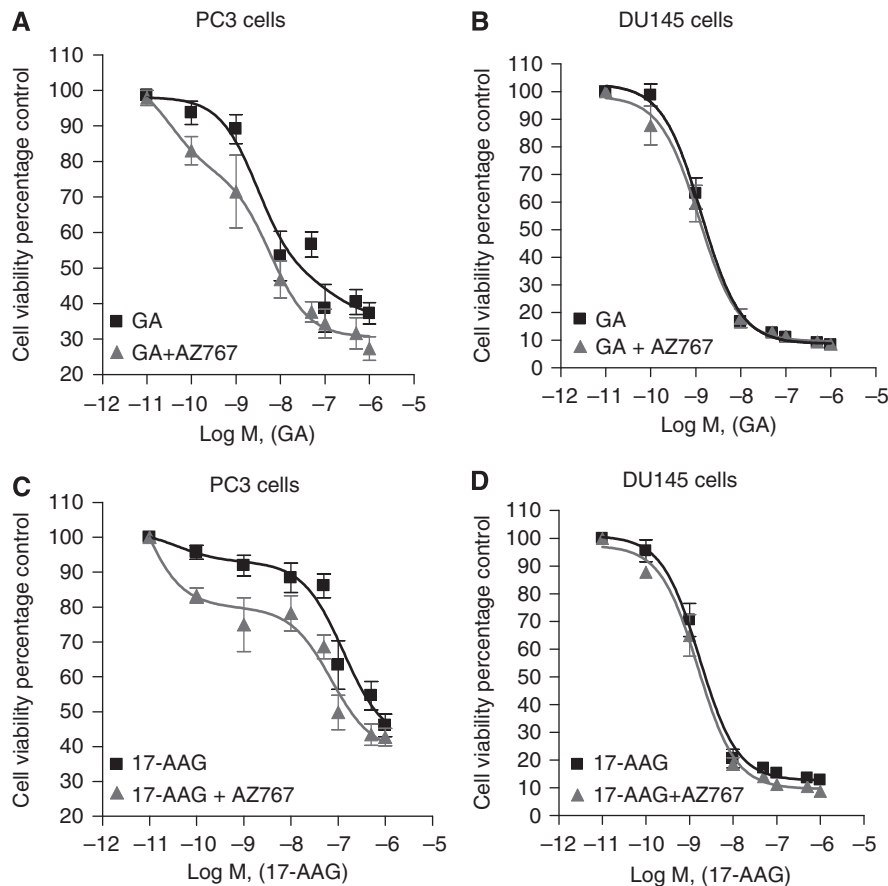 A
PC3 cells
Cell viability percentage control
110
100
90
80
70
60
50
40
30
20
GA
GA+AZ767
–12 –11 –10 –9 –8 –7 –6 –5
Log M, (GA)
B
DU145 cells
Cell viability percentage control
110
100
90
80
70
60
50
40
30
20
10
0
GA
GA + AZ767
–12 –11 –10 –9 –8 –7 –6 –5
Log M, (GA)
C
PC3 cells
Cell viability percentage control
110
100
90
80
70
60
50
40
30
20
17-AAG
17-AAG + AZ767
–12 –11 –10 –9 –8 –7 –6 –5
Log M, (17-AAG)
D
DU145 cells
Cell viability percentage control
110
100
90
80
70
60
50
40
30
20
10
0
17-AAG
17-AAG+AZ767
–12 –11 –10 –9 –8 –7 –6 –5
Log M, (17-AAG)